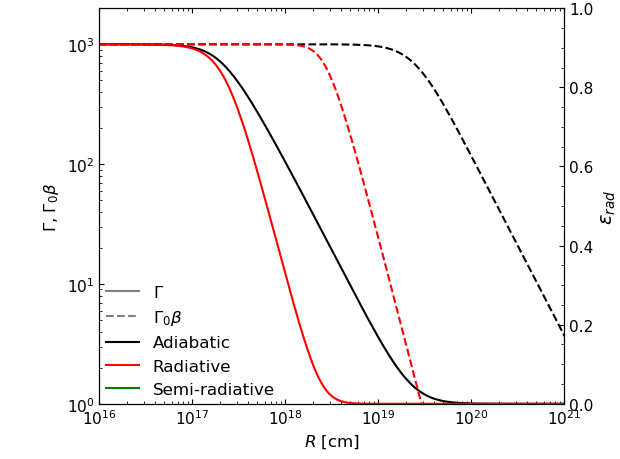 10³
10²
10¹
10⁰
Γ, Γ₀β
1.0
0.8
0.6
0.4
0.2
0.0
ε_rad
Γ
Γ₀β
Adiabatic
Radiative
Semi-radiative
10¹⁶ 10¹⁷ 10¹⁸ 10¹⁹ 10²⁰ 10²¹
R [cm]